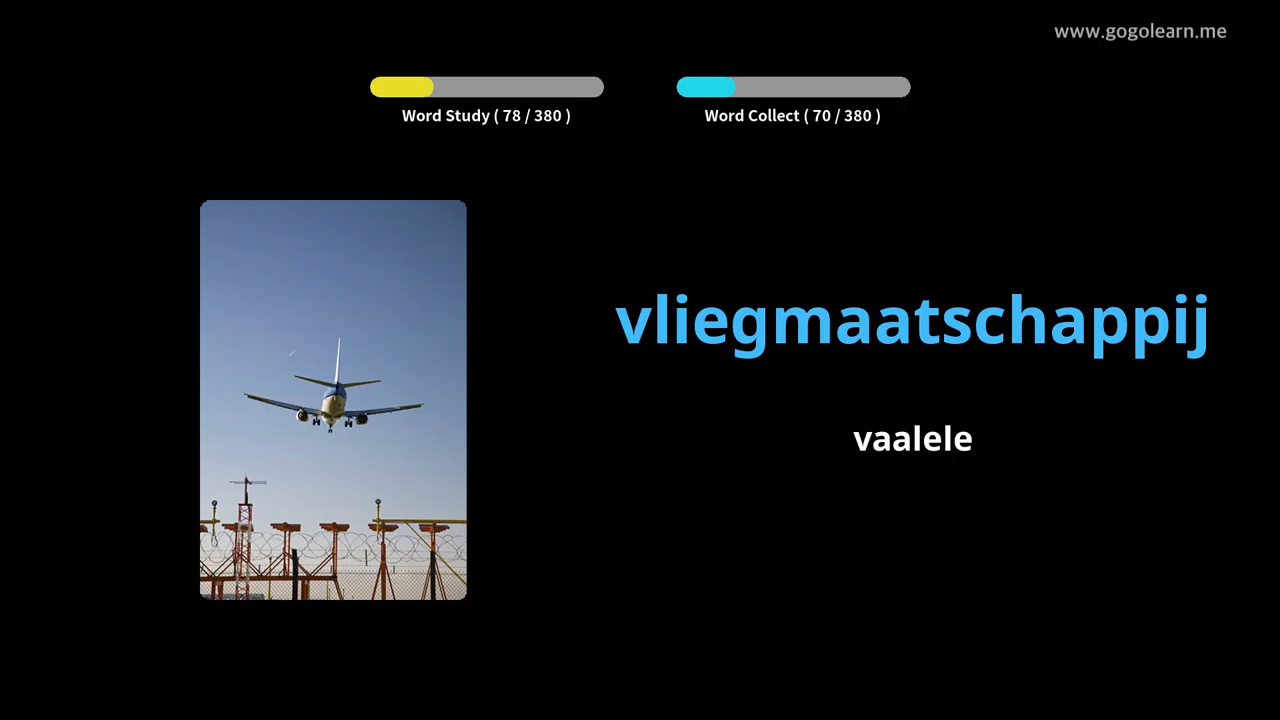 www.gogolearn.me
Word Study ( 78 / 380 )
Word Collect ( 70 / 380 )
vliegmaatschappij
vaalele